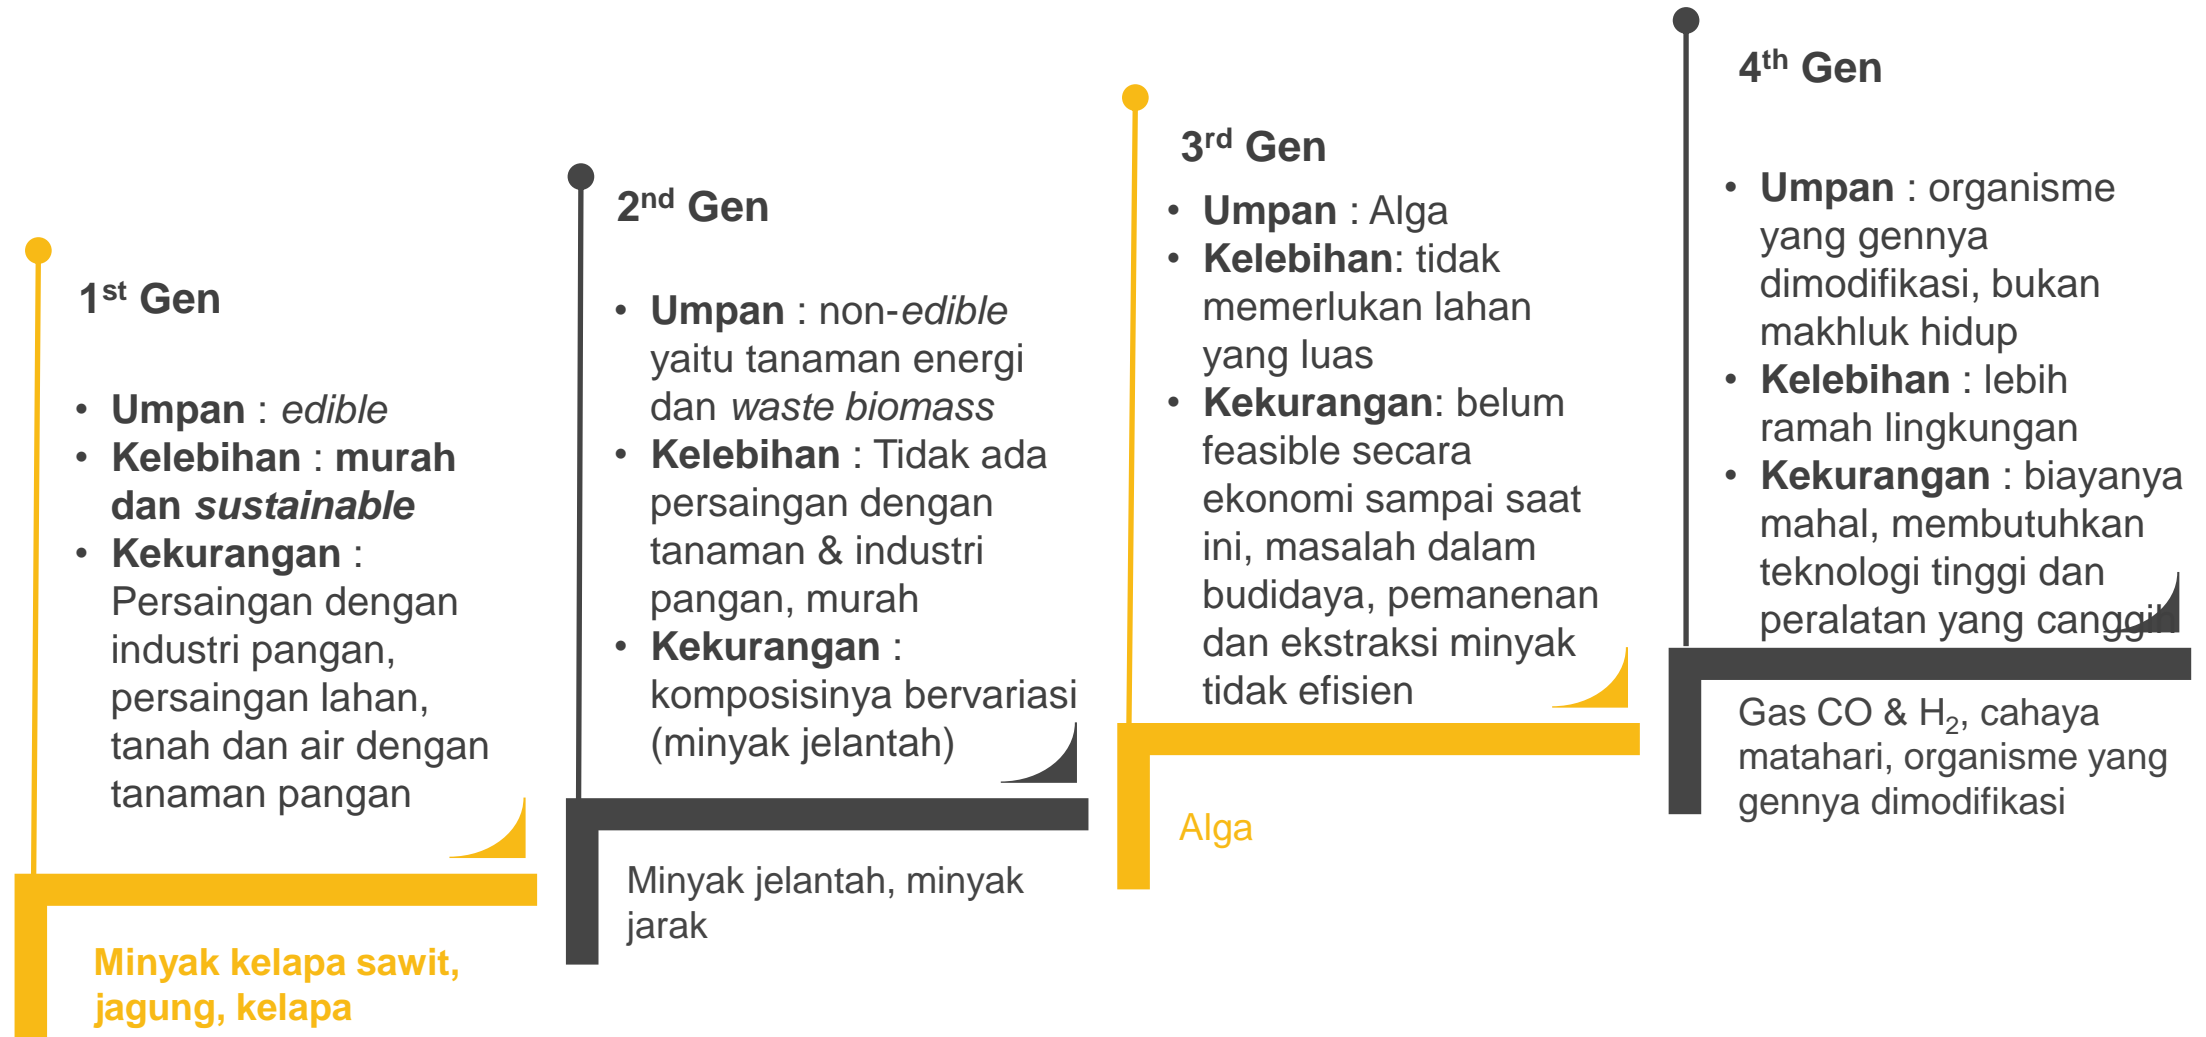 1st Gen
• Umpan : edible
• Kelebihan : murah
dan sustainable
• Kekurangan :
Persaingan dengan
industri pangan,
persaingan lahan,
tanah dan air dengan
tanaman pangan
Minyak kelapa sawit,
jagung, kelapa
2nd Gen
• Umpan : non-edible
yaitu tanaman energi
dan waste biomass
• Kelebihan : Tidak ada
persaingan dengan
tanaman & industri
pangan, murah
• Kekurangan :
komposisinya bervariasi
(minyak jelantah)
Minyak jelantah, minyak
jarak
3rd Gen
• Umpan : Alga
• Kelebihan: tidak
memerlukan lahan
yang luas
• Kekurangan: belum
feasible secara
ekonomi sampai saat
ini, masalah dalam
budidaya, pemanenan
dan ekstraksi minyak
tidak efisien
Alga
4th Gen
• Umpan : organisme
yang gennya
dimodifikasi, bukan
makhluk hidup
• Kelebihan : lebih
ramah lingkungan
• Kekurangan : biayanya
mahal, membutuhkan
teknologi tinggi dan
peralatan yang canggih
Gas CO & H₂, cahaya
matahari, organisme yang
gennya dimodifikasi